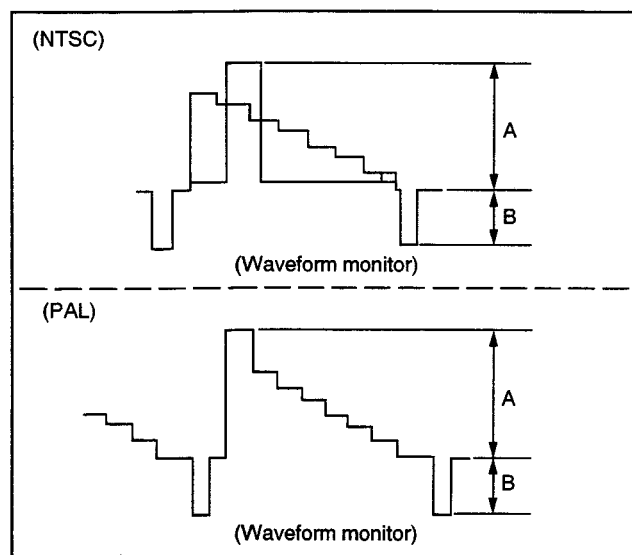 (NTSC)
A
B
(Waveform monitor)
(PAL)
A
B
(Waveform monitor)